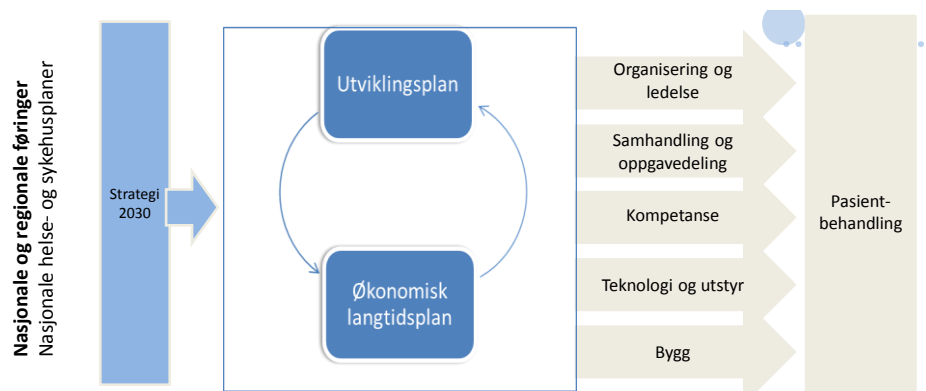 Nasjonale og regionale føringer
Nasjonale helse- og sykehusplaner
Strategi
2030
Utviklingsplan
Økonomisk
langtidsplan
Organisering og
ledelse
Samhandling og
oppgavedeling
Kompetanse
Teknologi og utstyr
Bygg
Pasient-
behandling